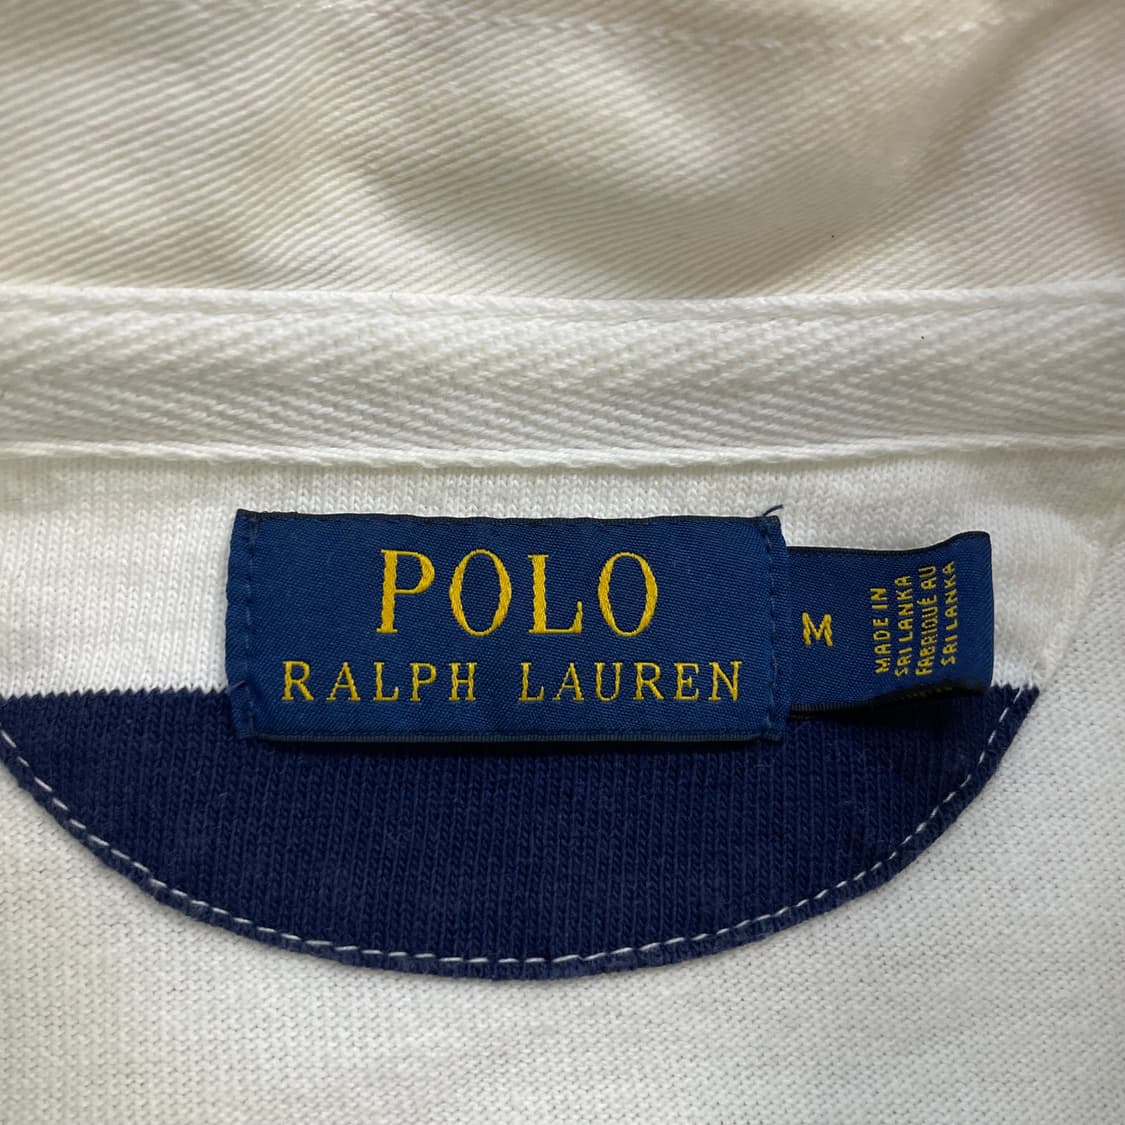 POLO
RALPH LAUREN
M
MADE IN
SRI LANKA
FABRIQUÉ AU
SRI LANKA